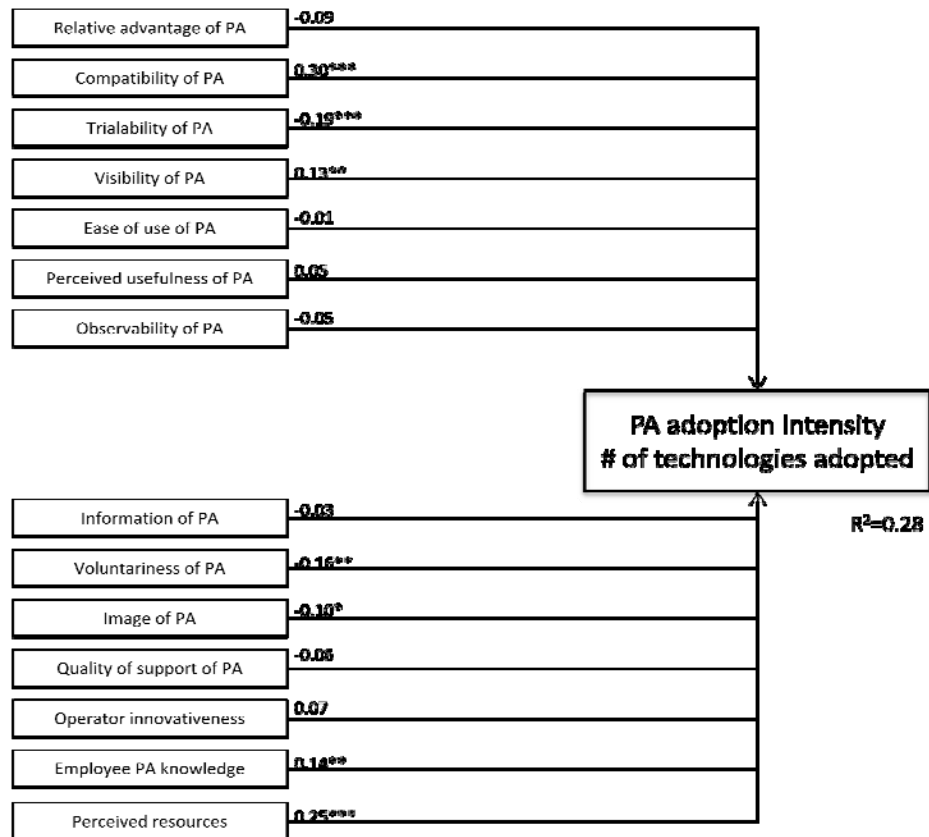 Relative advantage of PA -0.09
Compatibility of PA 0.30***
Trialability of PA -0.19***
Visibility of PA 0.13**
Ease of use of PA -0.01
Perceived usefulness of PA 0.05
Observability of PA -0.05
PA adoption Intensity
# of technologies adopted
R²=0.28
Information of PA -0.03
Voluntariness of PA -0.16**
Image of PA -0.10*
Quality of support of PA -0.06
Operator innovativeness 0.07
Employee PA knowledge 0.14**
Perceived resources 0.25***